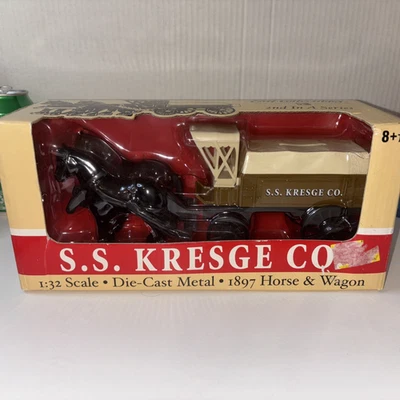 2nd In A Series
8+
S.S. KRESGE CO.
S.S. KRESGE CO
1:32 Scale • Die-Cast Metal • 1897 Horse & Wagon